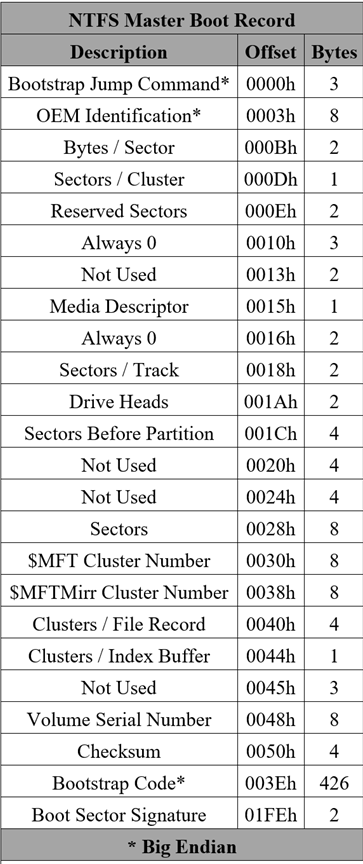 NTFS Master Boot Record
Description Offset Bytes
Bootstrap Jump Command* 0000h 3
OEM Identification* 0003h 8
Bytes / Sector 000Bh 2
Sectors / Cluster 000Dh 1
Reserved Sectors 000Eh 2
Always 0 0010h 3
Not Used 0013h 2
Media Descriptor 0015h 1
Always 0 0016h 2
Sectors / Track 0018h 2
Drive Heads 001Ah 2
Sectors Before Partition 001Ch 4
Not Used 0020h 4
Not Used 0024h 4
Sectors 0028h 8
$MFT Cluster Number 0030h 8
$MFTMirr Cluster Number 0038h 8
Clusters / File Record 0040h 4
Clusters / Index Buffer 0044h 1
Not Used 0045h 3
Volume Serial Number 0048h 8
Checksum 0050h 4
Bootstrap Code* 003Eh 426
Boot Sector Signature 01FEh 2
* Big Endian